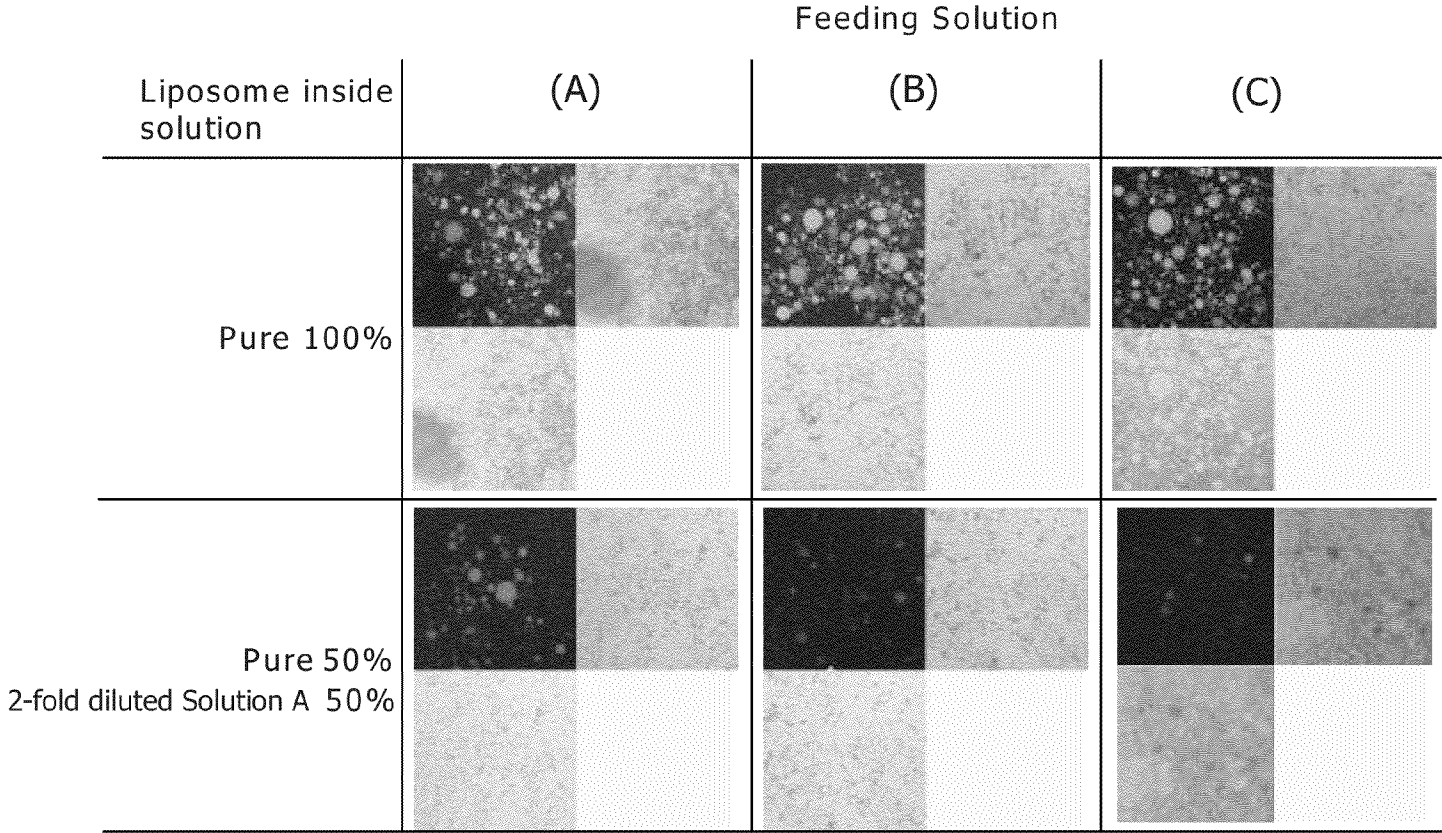 Feeding Solution
Liposome inside
solution
(A)
(B)
(C)
Pure 100%
Pure 50%
2-fold diluted Solution A 50%